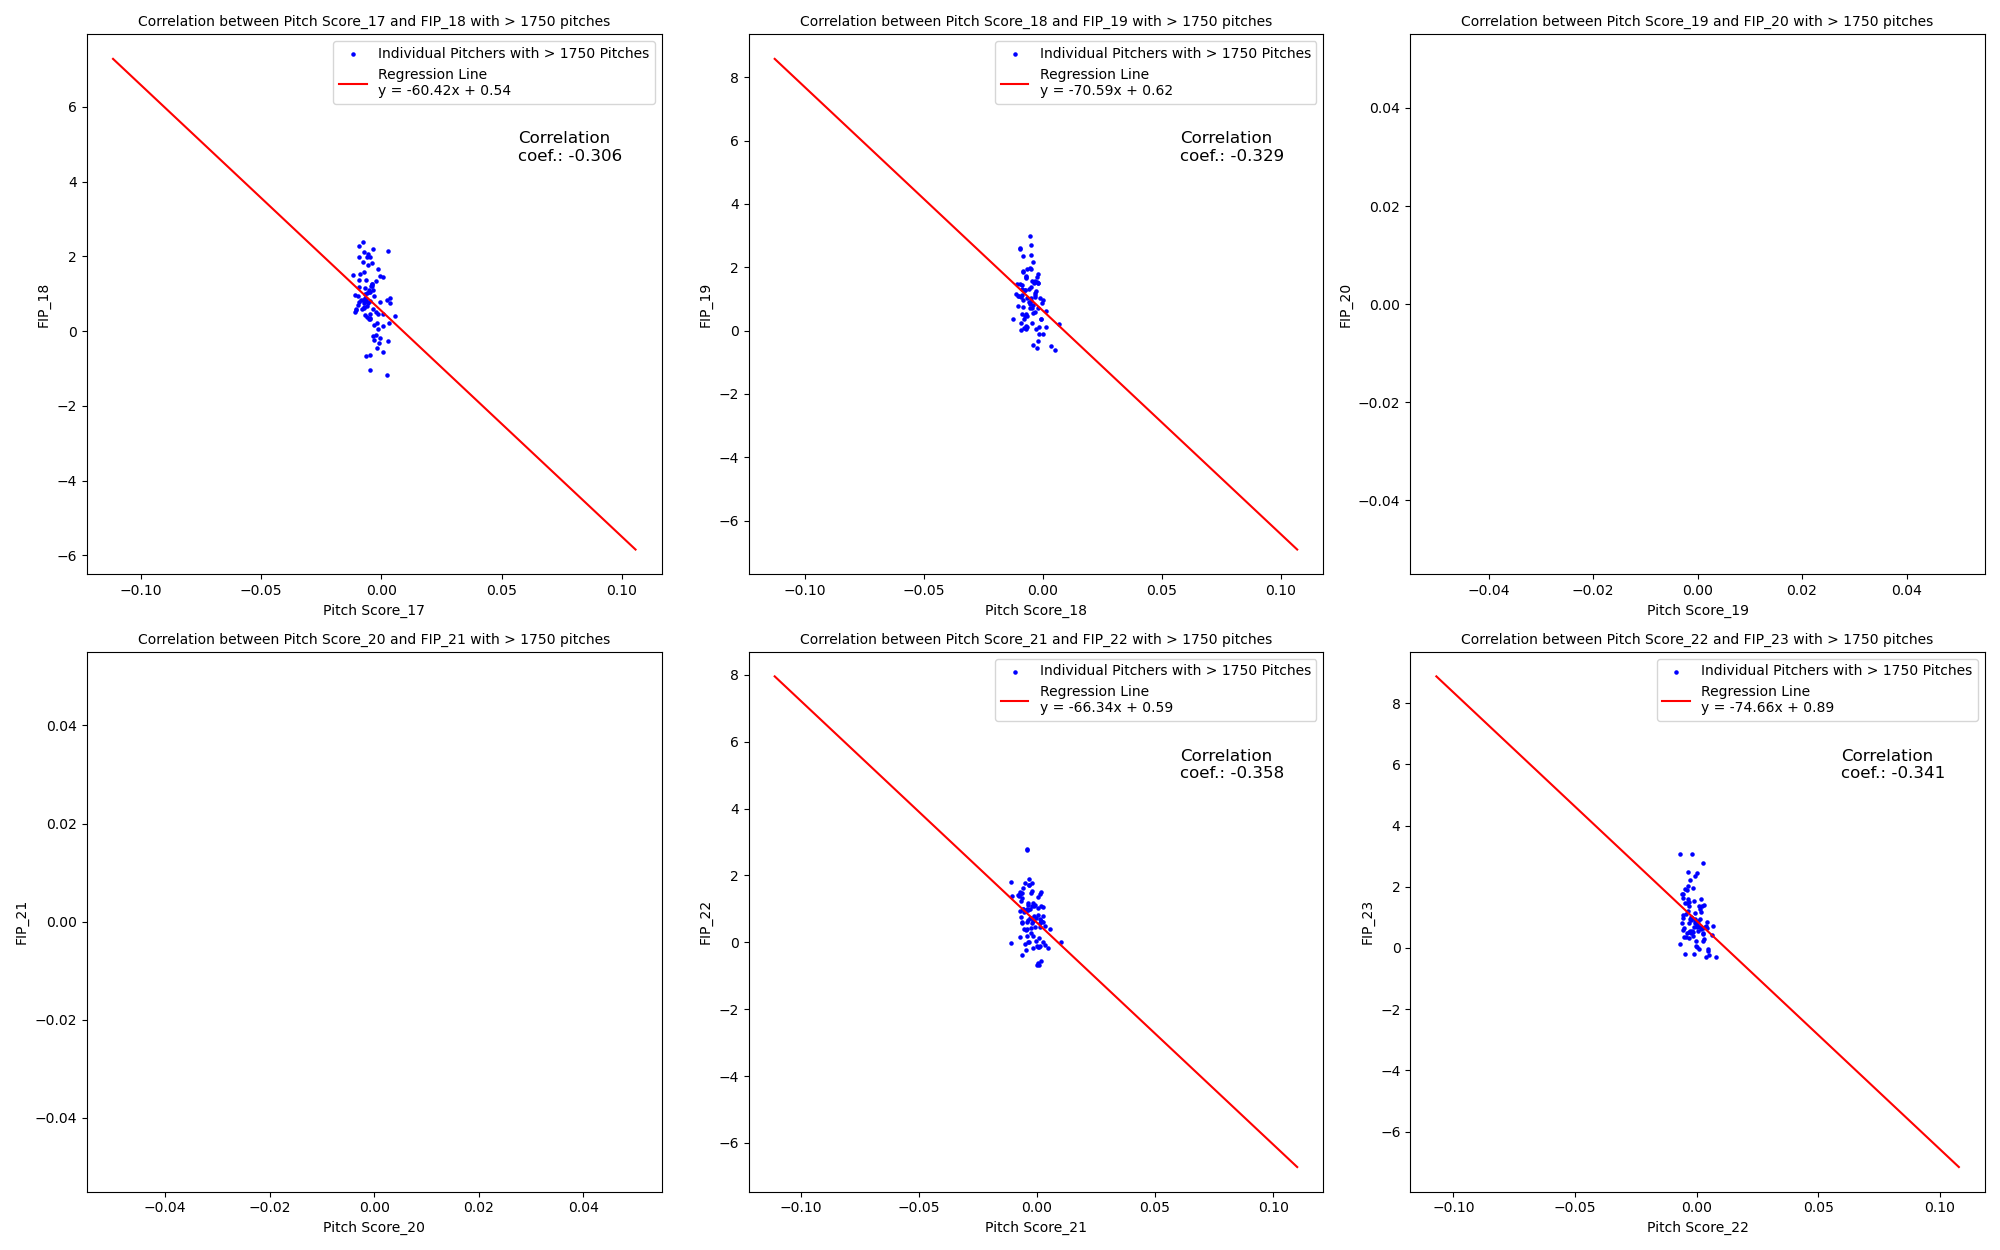 Correlation between Pitch Score_17 and FIP_18 with > 1750 pitches
Individual Pitchers with > 1750 Pitches
Regression Line
y = -60.42x + 0.54
Correlation
coef.: -0.306
6
4
2
0
−2
−4
−6
FIP_18
−0.10
−0.05
0.00
0.05
0.10
Pitch Score_17
Correlation between Pitch Score_18 and FIP_19 with > 1750 pitches
Individual Pitchers with > 1750 Pitches
Regression Line
y = -70.59x + 0.62
Correlation
coef.: -0.329
8
6
4
2
0
−2
−4
−6
FIP_19
−0.10
−0.05
0.00
0.05
0.10
Pitch Score_18
Correlation between Pitch Score_19 and FIP_20 with > 1750 pitches
0.04
0.02
0.00
−0.02
−0.04
FIP_20
−0.04
−0.02
0.00
0.02
0.04
Pitch Score_19
Correlation between Pitch Score_20 and FIP_21 with > 1750 pitches
0.04
0.02
0.00
−0.02
−0.04
FIP_21
−0.04
−0.02
0.00
0.02
0.04
Pitch Score_20
Correlation between Pitch Score_21 and FIP_22 with > 1750 pitches
Individual Pitchers with > 1750 Pitches
Regression Line
y = -66.34x + 0.59
Correlation
coef.: -0.358
8
6
4
2
0
−2
−4
−6
FIP_22
−0.10
−0.05
0.00
0.05
0.10
Pitch Score_21
Correlation between Pitch Score_22 and FIP_23 with > 1750 pitches
Individual Pitchers with > 1750 Pitches
Regression Line
y = -74.66x + 0.89
Correlation
coef.: -0.341
8
6
4
2
0
−2
−4
−6
FIP_23
−0.10
−0.05
0.00
0.05
0.10
Pitch Score_22